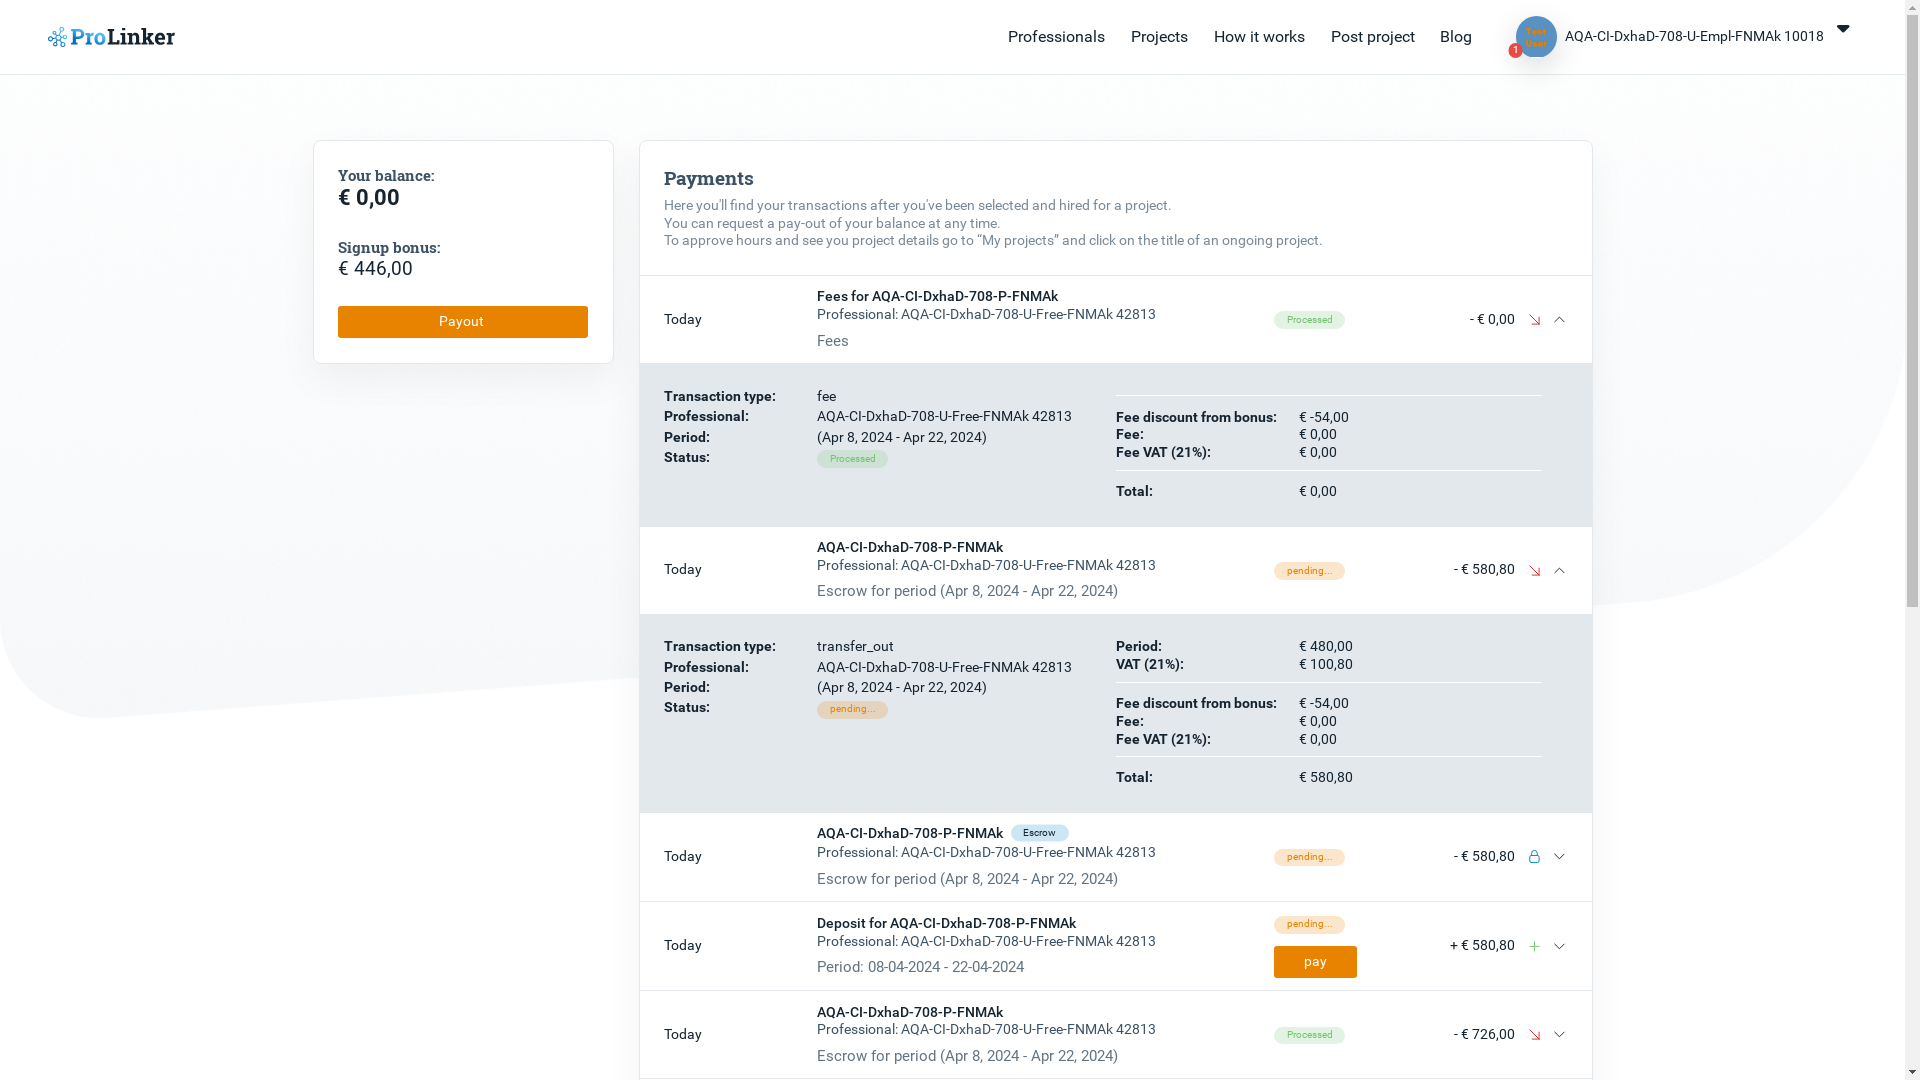 ProLinker
Professionals
Projects
How it works
Post project
Blog
1
AQA-CI-DxhaD-708-U-Empl-FNMAk 10018
Your balance:
€ 0,00
Signup bonus:
€ 446,00
Payout
Payments
Here you'll find your transactions after you've been selected and hired for a project.
You can request a pay-out of your balance at any time.
To approve hours and see you project details go to “My projects” and click on the title of an ongoing project.
Today
Fees for AQA-CI-DxhaD-708-P-FNMAk
Professional: AQA-CI-DxhaD-708-U-Free-FNMAk 42813
Fees
Processed
- € 0,00
Transaction type: fee
Professional: AQA-CI-DxhaD-708-U-Free-FNMAk 42813
Period: (Apr 8, 2024 - Apr 22, 2024)
Status: Processed
Fee discount from bonus: € -54,00
Fee: € 0,00
Fee VAT (21%): € 0,00
Total: € 0,00
Today
AQA-CI-DxhaD-708-P-FNMAk
Professional: AQA-CI-DxhaD-708-U-Free-FNMAk 42813
Escrow for period (Apr 8, 2024 - Apr 22, 2024)
pending...
- € 580,80
Transaction type: transfer_out
Professional: AQA-CI-DxhaD-708-U-Free-FNMAk 42813
Period: (Apr 8, 2024 - Apr 22, 2024)
Status: pending...
Period: € 480,00
VAT (21%): € 100,80
Fee discount from bonus: € -54,00
Fee: € 0,00
Fee VAT (21%): € 0,00
Total: € 580,80
Today
AQA-CI-DxhaD-708-P-FNMAk Escrow
Professional: AQA-CI-DxhaD-708-U-Free-FNMAk 42813
Escrow for period (Apr 8, 2024 - Apr 22, 2024)
pending...
- € 580,80
Today
Deposit for AQA-CI-DxhaD-708-P-FNMAk
Professional: AQA-CI-DxhaD-708-U-Free-FNMAk 42813
Period: 08-04-2024 - 22-04-2024
pending...
pay
+ € 580,80
Today
AQA-CI-DxhaD-708-P-FNMAk
Professional: AQA-CI-DxhaD-708-U-Free-FNMAk 42813
Escrow for period (Apr 8, 2024 - Apr 22, 2024)
Processed
- € 726,00